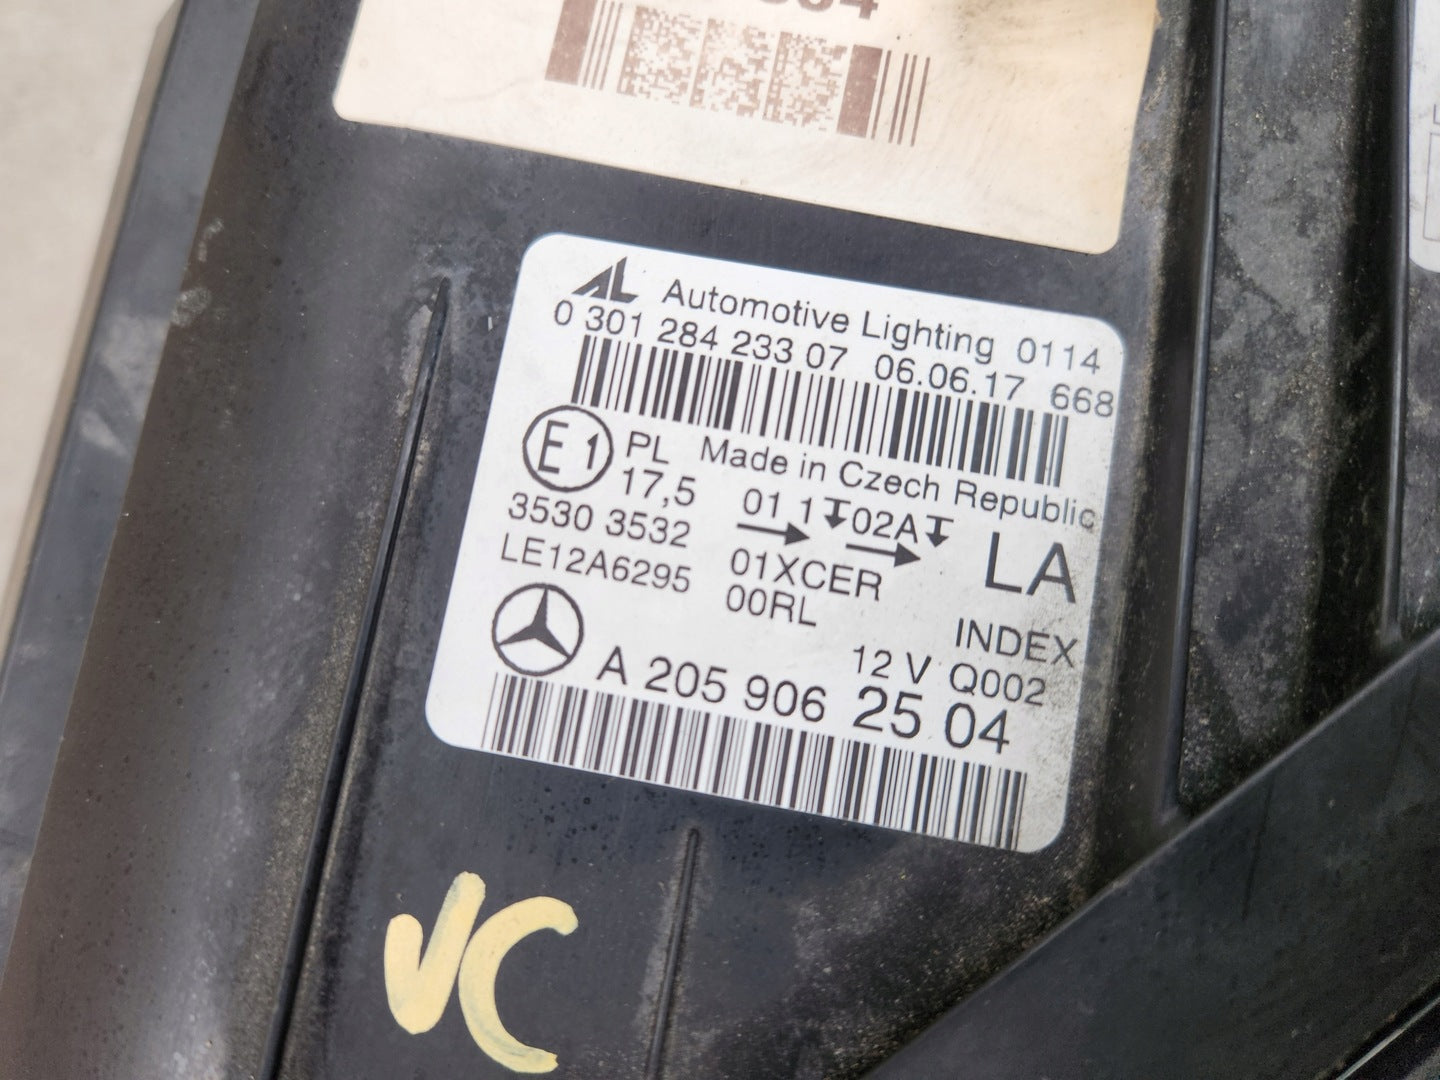 AL Automotive Lighting 0114
0 301 284 233 07 06.06.17 668
E1 PL Made in Czech Republic
17,5 01 1 02A
3530 3532 LA
LE12A6295 01XCER
00RL INDEX
12 V Q002
A 205 906 25 04
VC